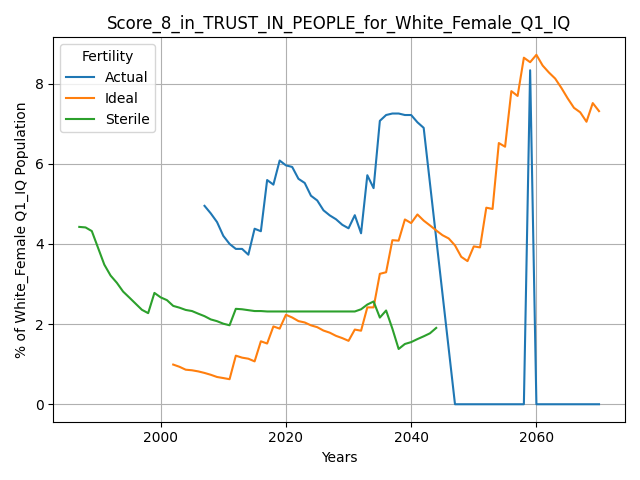 Score_8_in_TRUST_IN_PEOPLE_for_White_Female_Q1_IQ
Fertility
Actual
Ideal
Sterile
% of White_Female Q1_IQ Population
8
6
4
2
0
2000
2020
2040
2060
Years